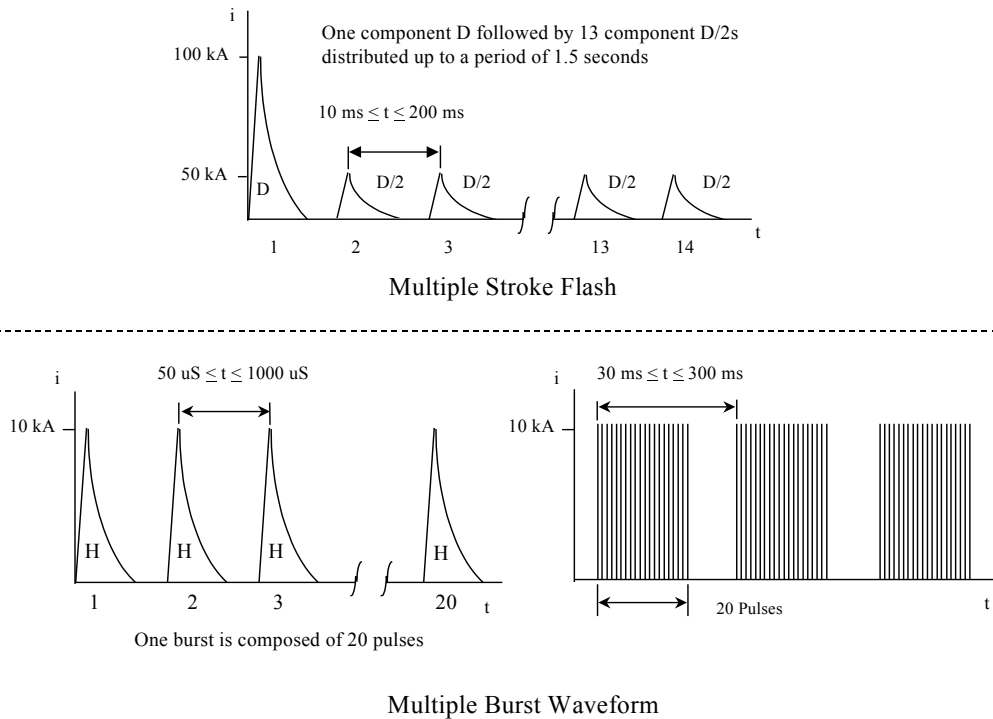 i
One component D followed by 13 component D/2s
distributed up to a period of 1.5 seconds
100 kA
10 ms ≤ t ≤ 200 ms
50 kA
D
D/2
D/2
D/2
D/2
t
1
2
3
13
14
Multiple Stroke Flash
50 uS ≤ t ≤ 1000 uS
i
10 kA
H
H
H
H
1
2
3
20
t
One burst is composed of 20 pulses
30 ms ≤ t ≤ 300 ms
i
10 kA
20 Pulses
t
Multiple Burst Waveform